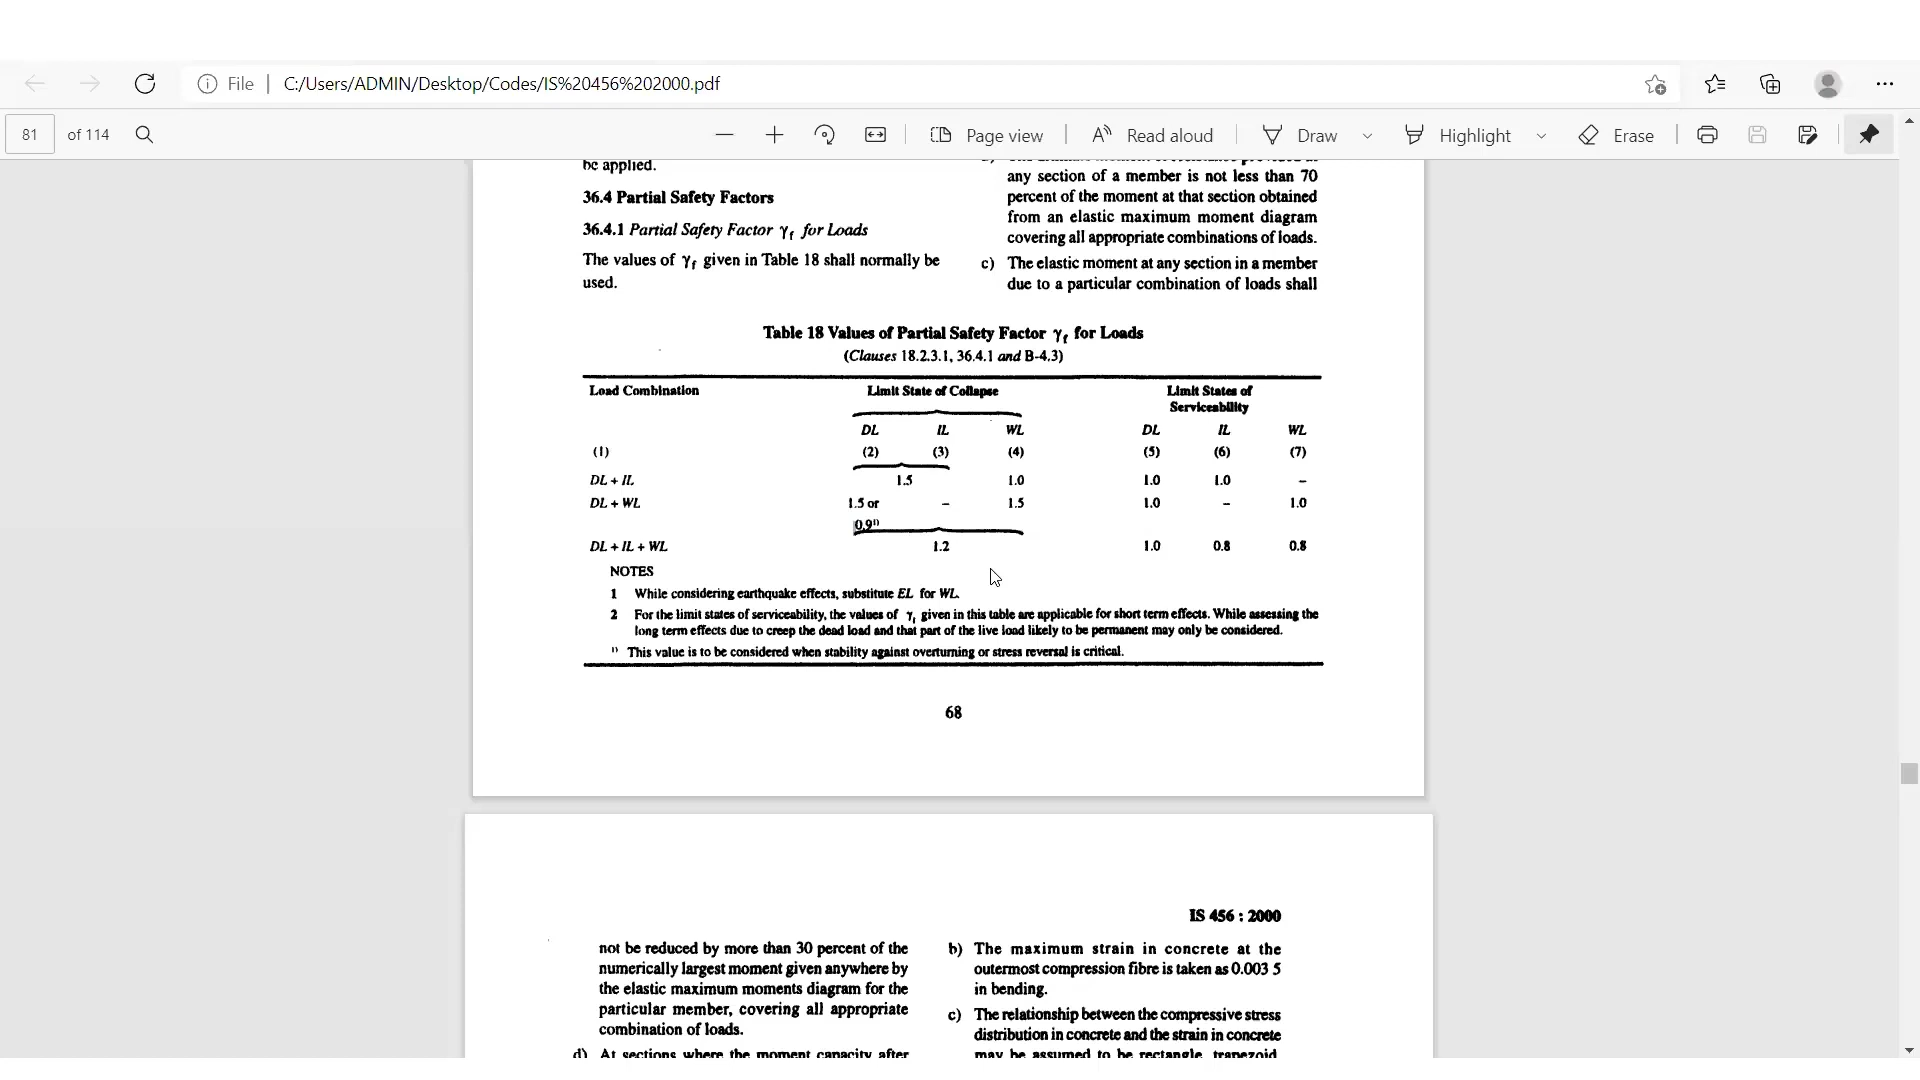 File | C:/Users/ADMIN/Desktop/Codes/IS%20456%202000.pdf
81 of 114 Page view Read aloud Draw Highlight Erase
be applied.
36.4 Partial Safety Factors
36.4.1 Partial Safety Factor γf for Loads
The values of γf given in Table 18 shall normally be
used.
any section of a member is not less than 70
percent of the moment at that section obtained
from an elastic maximum moment diagram
covering all appropriate combinations of loads.
c) The elastic moment at any section in a member
due to a particular combination of loads shall
Table 18 Values of Partial Safety Factor γf for Loads
(Clauses 18.2.3.1, 36.4.1 and B-4.3)
Load Combination Limit State of Collapse Limit States of
Serviceability
DL IL WL DL IL WL
(1) (2) (3) (4) (5) (6) (7)
DL + IL 1.5 1.0 1.0 1.0 –
DL + WL 1.5 or – 1.5 1.0 – 1.0
0.9¹⁾
DL + IL + WL 1.2 1.0 0.8 0.8
NOTES
1 While considering earthquake effects, substitute EL for WL.
2 For the limit states of serviceability, the values of γf given in this table are applicable for short term effects. While assessing the
long term effects due to creep the dead load and that part of the live load likely to be permanent may only be considered.
¹⁾ This value is to be considered when stability against overturning or stress reversal is critical.
68
IS 456 : 2000
not be reduced by more than 30 percent of the
numerically largest moment given anywhere by
the elastic maximum moments diagram for the
particular member, covering all appropriate
combination of loads.
d) At sections where the moment capacity after
b) The maximum strain in concrete at the
outermost compression fibre is taken as 0.003 5
in bending.
c) The relationship between the compressive stress
distribution in concrete and the strain in concrete
may be assumed to be rectangle, trapezoid,